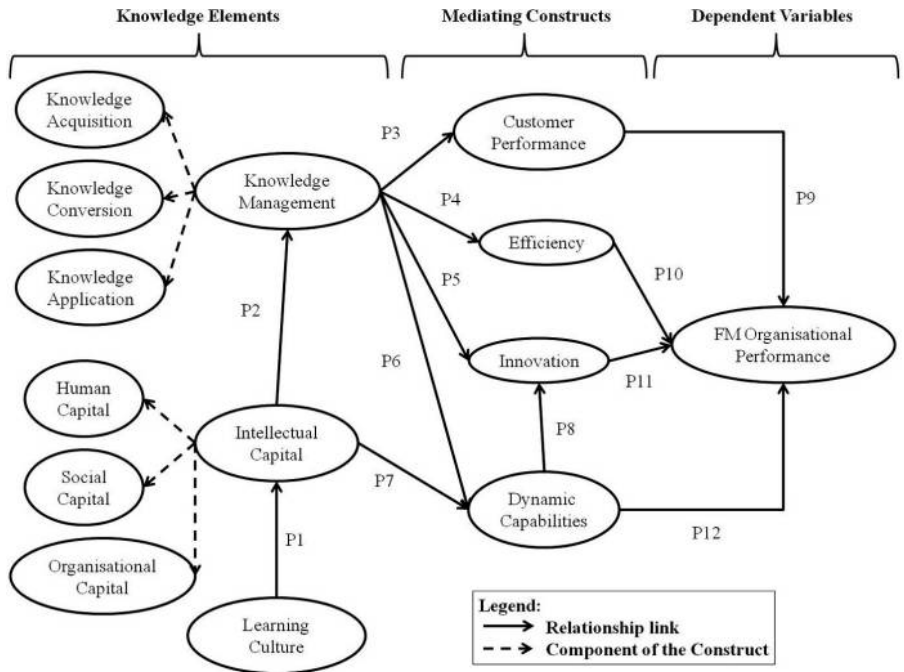 Knowledge Elements
Mediating Constructs
Dependent Variables
Knowledge
Acquisition
Knowledge
Conversion
Knowledge
Application
Knowledge
Management
P3
Customer
Performance
P4
Efficiency
P5
P9
P10
P2
P6
Innovation
P11
FM Organisational
Performance
Human
Capital
Social
Capital
Organisational
Capital
Intellectual
Capital
P7
P8
Dynamic
Capabilities
P12
P1
Learning
Culture
Legend:
Relationship link
Component of the Construct